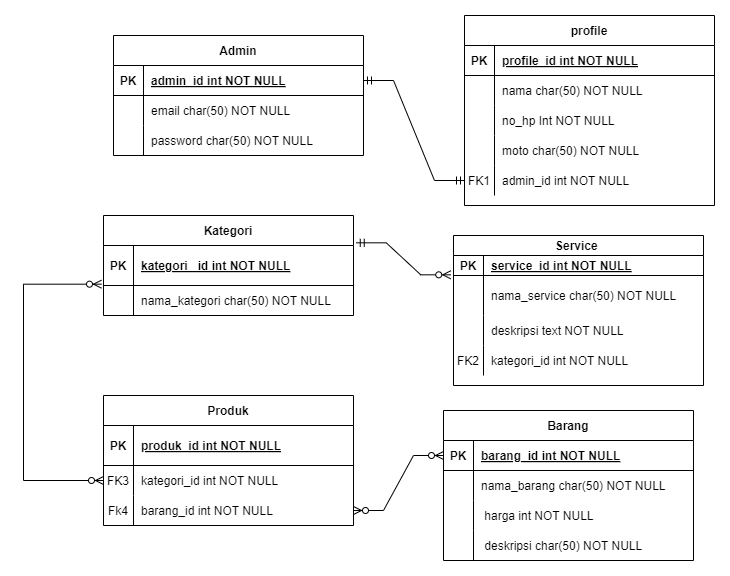 Admin
PK admin_id int NOT NULL
email char(50) NOT NULL
password char(50) NOT NULL
profile
PK profile_id int NOT NULL
nama char(50) NOT NULL
no_hp Int NOT NULL
moto char(50) NOT NULL
FK1 admin_id int NOT NULL
Kategori
PK kategori_id int NOT NULL
nama_kategori char(50) NOT NULL
Service
PK service_id int NOT NULL
nama_service char(50) NOT NULL
deskripsi text NOT NULL
FK2 kategori_id int NOT NULL
Produk
PK produk_id int NOT NULL
FK3 kategori_id int NOT NULL
Fk4 barang_id int NOT NULL
Barang
PK barang_id int NOT NULL
nama_barang char(50) NOT NULL
harga int NOT NULL
deskripsi char(50) NOT NULL